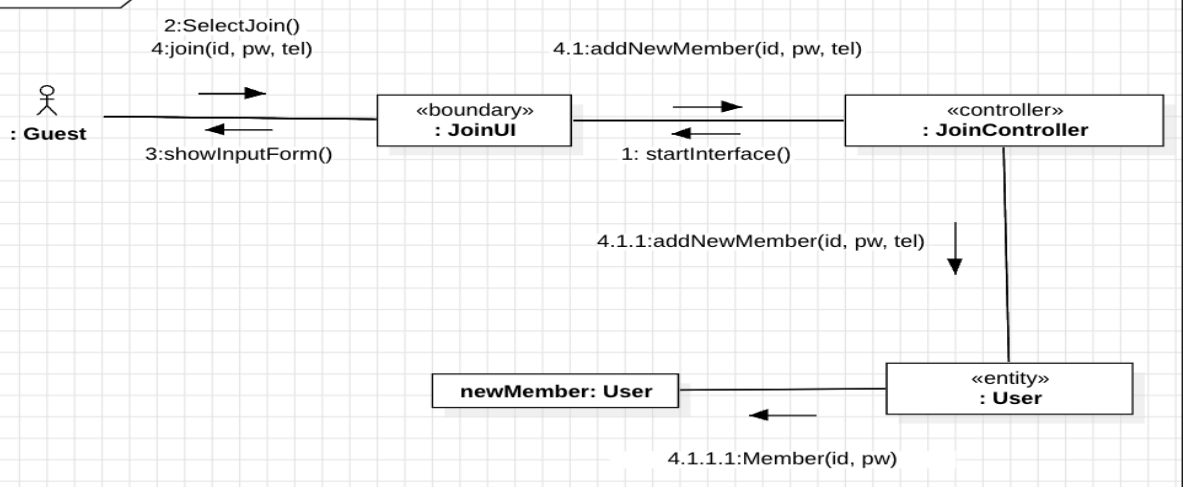 2:SelectJoin()
4:join(id, pw, tel)
4.1:addNewMember(id, pw, tel)
: Guest
«boundary»
: JoinUI
«controller»
: JoinController
3:showInputForm()
1: startInterface()
4.1.1:addNewMember(id, pw, tel)
newMember: User
«entity»
: User
4.1.1.1:Member(id, pw)